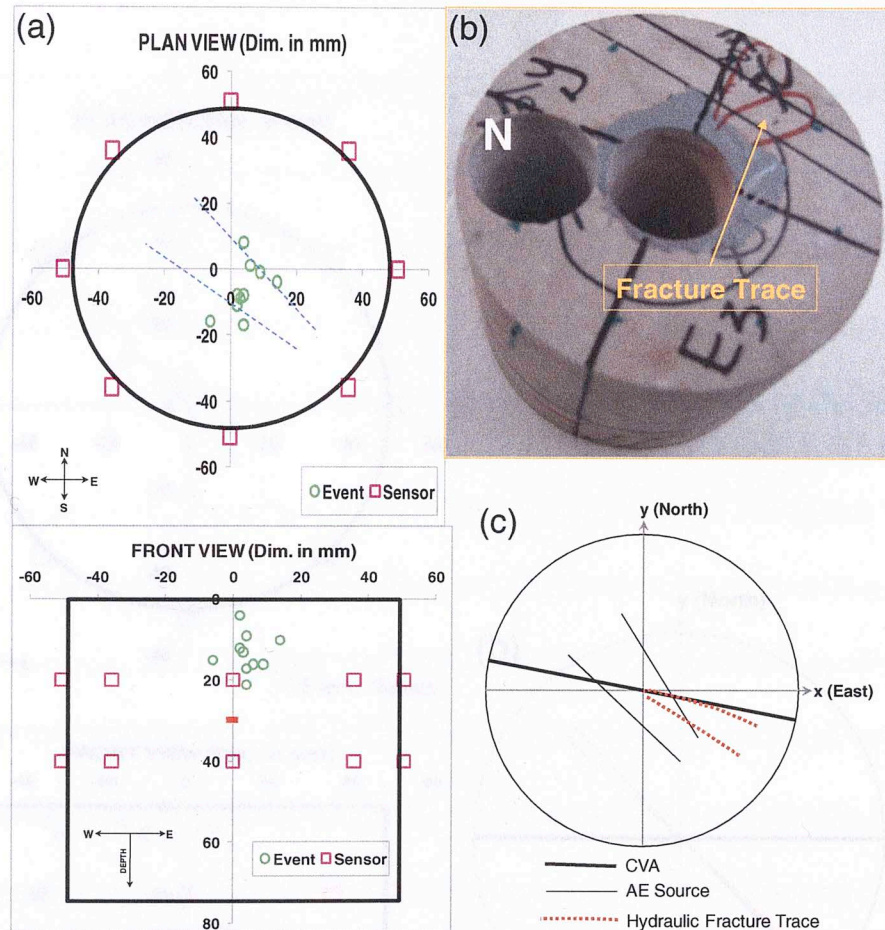 (a)
PLAN VIEW (Dim. in mm)
60
40
20
0
-20
-40
-60
-60 -40 -20 0 20 40 60
N
W E
S
Event Sensor
FRONT VIEW (Dim. in mm)
-60 -40 -20 0 20 40 60
0
20
40
60
80
W E
DEPTH
Event Sensor
(b)
N
Fracture Trace
E3
(c)
y (North)
x (East)
CVA
AE Source
Hydraulic Fracture Trace